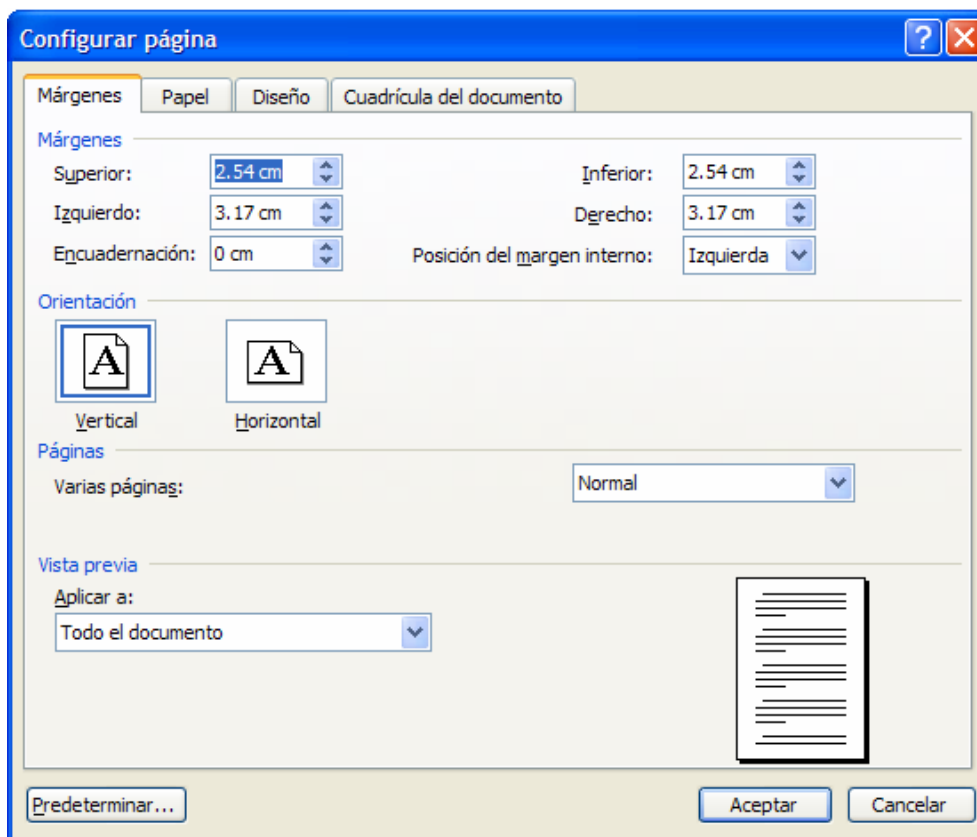 Configurar página
Márgenes Papel Diseño Cuadrícula del documento
Márgenes
Superior: 2.54 cm Inferior: 2.54 cm
Izquierdo: 3.17 cm Derecho: 3.17 cm
Encuadernación: 0 cm Posición del margen interno: Izquierda
Orientación
A A
Vertical Horizontal
Páginas
Varias páginas: Normal
Vista previa
Aplicar a:
Todo el documento
Predeterminar... Aceptar Cancelar